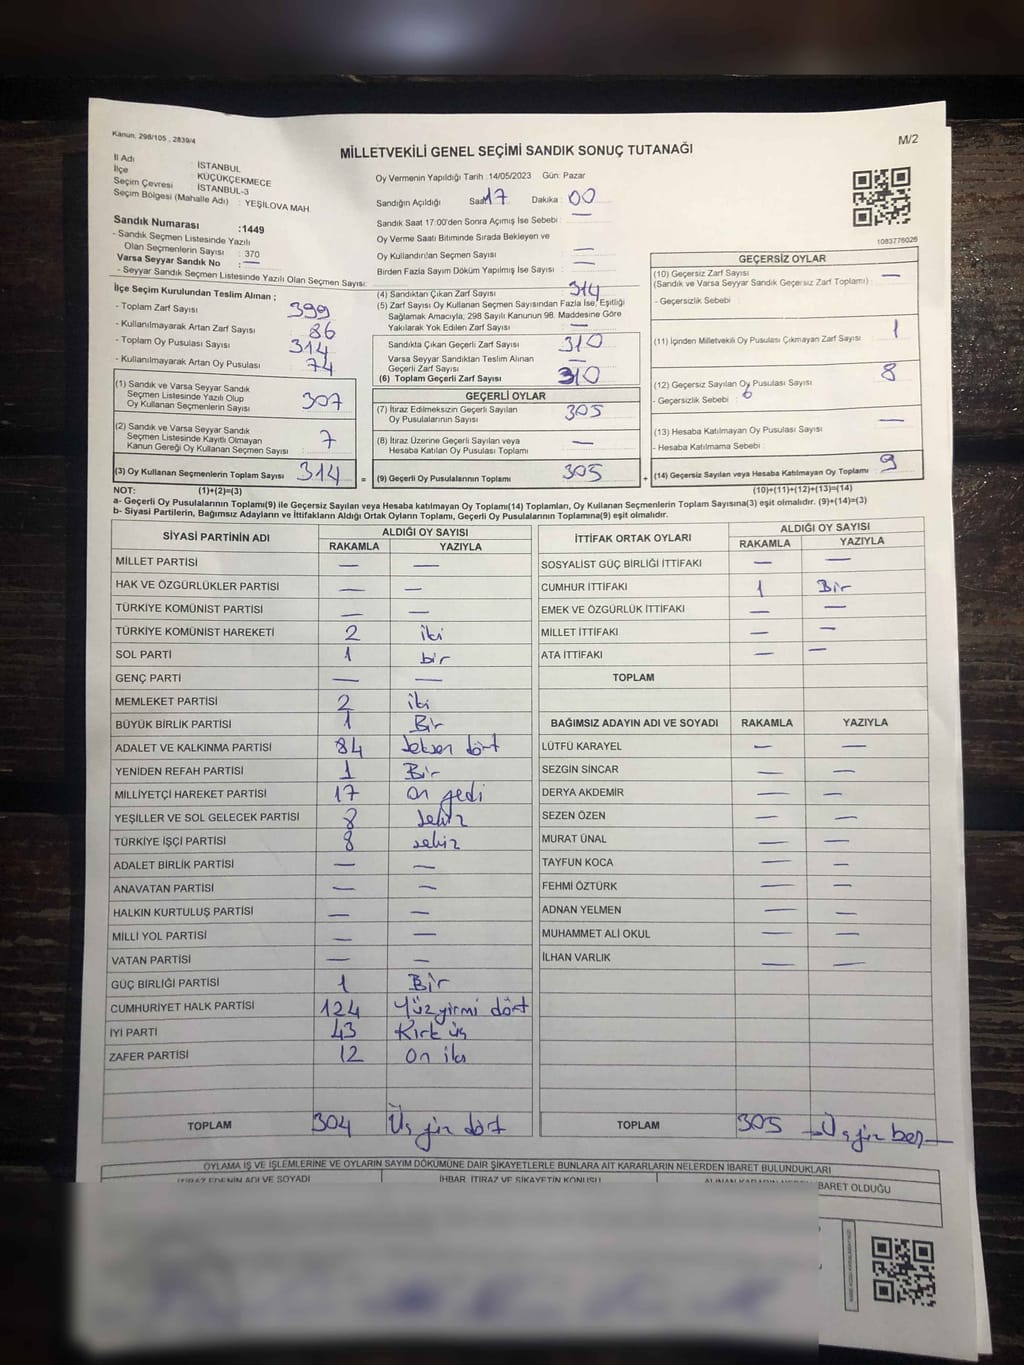 Kanun, 298/105 , 2839/4
M/2
MİLLETVEKİLİ GENEL SEÇİMİ SANDIK SONUÇ TUTANAĞI
İl Adı : İSTANBUL
İlçe : KÜÇÜKÇEKMECE
Seçim Çevresi : İSTANBUL-3
Seçim Bölgesi (Mahalle Adı) : YEŞİLOVA MAH.
Sandık Numarası :1449
- Sandık Seçmen Listesinde Yazılı
Olan Seçmenlerin Sayısı : 370
Varsa Seyyar Sandık No : —
- Seyyar Sandık Seçmen Listesinde Yazılı Olan Seçmen Sayısı:
Oy Vermenin Yapıldığı Tarih :14/05/2023 Gün: Pazar
Sandığın Açıldığı Saat 17 Dakika : 00
Sandık Saat 17:00'den Sonra Açımış İse Sebebi : —
Oy Verme Saati Bitiminde Sırada Bekleyen ve
Oy Kullandırılan Seçmen Sayısı : —
Birden Fazla Sayım Döküm Yapılmış İse Sayısı : —
1083776026
İlçe Seçim Kurulundan Teslim Alınan ;
- Toplam Zarf Sayısı : 399
- Kullanılmayarak Artan Zarf Sayısı : 86
- Toplam Oy Pusulası Sayısı : 314
- Kullanılmayarak Artan Oy Pusulası : 74
(1) Sandık ve Varsa Seyyar Sandık
Seçmen Listesinde Yazılı Olup
Oy Kullanan Seçmenlerin Sayısı : 307
(2) Sandık ve Varsa Seyyar Sandık
Seçmen Listesinde Kayıtlı Olmayan
Kanun Gereği Oy Kullanan Seçmen Sayısı : 7
(3) Oy Kullanan Seçmenlerin Toplam Sayısı : 314 =
(4) Sandıktan Çıkan Zarf Sayısı : 314
(5) Zarf Sayısı Oy Kullanan Seçmen Sayısından Fazla İse, Eşitliği
Sağlamak Amacıyla; 298 Sayılı Kanunun 98. Maddesine Göre
Yakılarak Yok Edilen Zarf Sayısı :
Sandıkta Çıkan Geçerli Zarf Sayısı : 310
Varsa Seyyar Sandıktan Teslim Alınan
Geçerli Zarf Sayısı : —
(6) Toplam Geçerli Zarf Sayısı : 310
GEÇERLİ OYLAR
(7) İtiraz Edilmeksizin Geçerli Sayılan
Oy Pusulalarının Sayısı : 305
(8) İtiraz Üzerine Geçerli Sayılan veya
Hesaba Katılan Oy Pusulası Toplamı : —
(9) Geçerli Oy Pusulalarının Toplamı : 305 +
GEÇERSİZ OYLAR
(10) Geçersiz Zarf Sayısı : —
(Sandık ve Varsa Seyyar Sandık Geçersiz Zarf Toplamı)
- Geçersizlik Sebebi :
(11) İçinden Milletvekili Oy Pusulası Çıkmayan Zarf Sayısı : 1
(12) Geçersiz Sayılan Oy Pusulası Sayısı : 8
- Geçersizlik Sebebi : 6
(13) Hesaba Katılmayan Oy Pusulası Sayısı : —
- Hesaba Katılmama Sebebi :
(14) Geçersiz Sayılan veya Hesaba Katılmayan Oy Toplamı : 9
NOT: (1)+(2)=(3) (10)+(11)+(12)+(13)=(14)
a- Geçerli Oy Pusulalarının Toplamı(9) ile Geçersiz Sayılan veya Hesaba katılmayan Oy Toplamı(14) Toplamları, Oy Kullanan Seçmenlerin Toplam Sayısına(3) eşit olmalıdır. (9)+(14)=(3)
b- Siyasi Partilerin, Bağımsız Adayların ve İttifakların Aldığı Ortak Oyların Toplamı, Geçerli Oy Pusulalarının Toplamına(9) eşit olmalıdır.
SİYASİ PARTİNİN ADI ALDIĞI OY SAYISI
RAKAMLA YAZIYLA
MİLLET PARTİSİ — —
HAK VE ÖZGÜRLÜKLER PARTİSİ — —
TÜRKİYE KOMÜNİST PARTİSİ — —
TÜRKİYE KOMÜNİST HAREKETİ 2 iki
SOL PARTİ 1 bir
GENÇ PARTİ — —
MEMLEKET PARTİSİ 2 iki
BÜYÜK BİRLİK PARTİSİ 1 Bir
ADALET VE KALKINMA PARTİSİ 84 seksen dört
YENİDEN REFAH PARTİSİ 1 Bir
MİLLİYETÇİ HAREKET PARTİSİ 17 on yedi
YEŞİLLER VE SOL GELECEK PARTİSİ 8 sekiz
TÜRKİYE İŞÇİ PARTİSİ 8 sekiz
ADALET BİRLİK PARTİSİ — —
ANAVATAN PARTİSİ — —
HALKIN KURTULUŞ PARTİSİ — —
MİLLİ YOL PARTİSİ — —
VATAN PARTİSİ — —
GÜÇ BİRLİĞİ PARTİSİ 1 Bir
CUMHURİYET HALK PARTİSİ 124 Yüz yirmi dört
İYİ PARTİ 43 Kırk üç
ZAFER PARTİSİ 12 on iki
TOPLAM 304 Üç yüz dört
İTTİFAK ORTAK OYLARI ALDIĞI OY SAYISI
RAKAMLA YAZIYLA
SOSYALİST GÜÇ BİRLİĞİ İTTİFAKI — —
CUMHUR İTTİFAKI 1 Bir
EMEK VE ÖZGÜRLÜK İTTİFAKI — —
MİLLET İTTİFAKI — —
ATA İTTİFAKI — —
TOPLAM
BAĞIMSIZ ADAYIN ADI VE SOYADI RAKAMLA YAZIYLA
LÜTFÜ KARAYEL — —
SEZGİN SİNCAR — —
DERYA AKDEMİR — —
SEZEN ÖZEN — —
MURAT ÜNAL — —
TAYFUN KOCA — —
FEHMİ ÖZTÜRK — —
ADNAN YELMEN — —
MUHAMMET ALİ OKUL — —
İLHAN VARLIK — —
TOPLAM 305 Üç yüz beş
OYLAMA İŞ VE İŞLEMLERİNE VE OYLARIN SAYIM DÖKÜMÜNE DAİR ŞİKAYETLERLE BUNLARA AİT KARARLARIN NELERDEN İBARET BULUNDUKLARI
İTİRAZ EDENİN ADI VE SOYADI İHBAR, İTİRAZ VE ŞİKAYETİN KONUSU BARET OLDUĞU